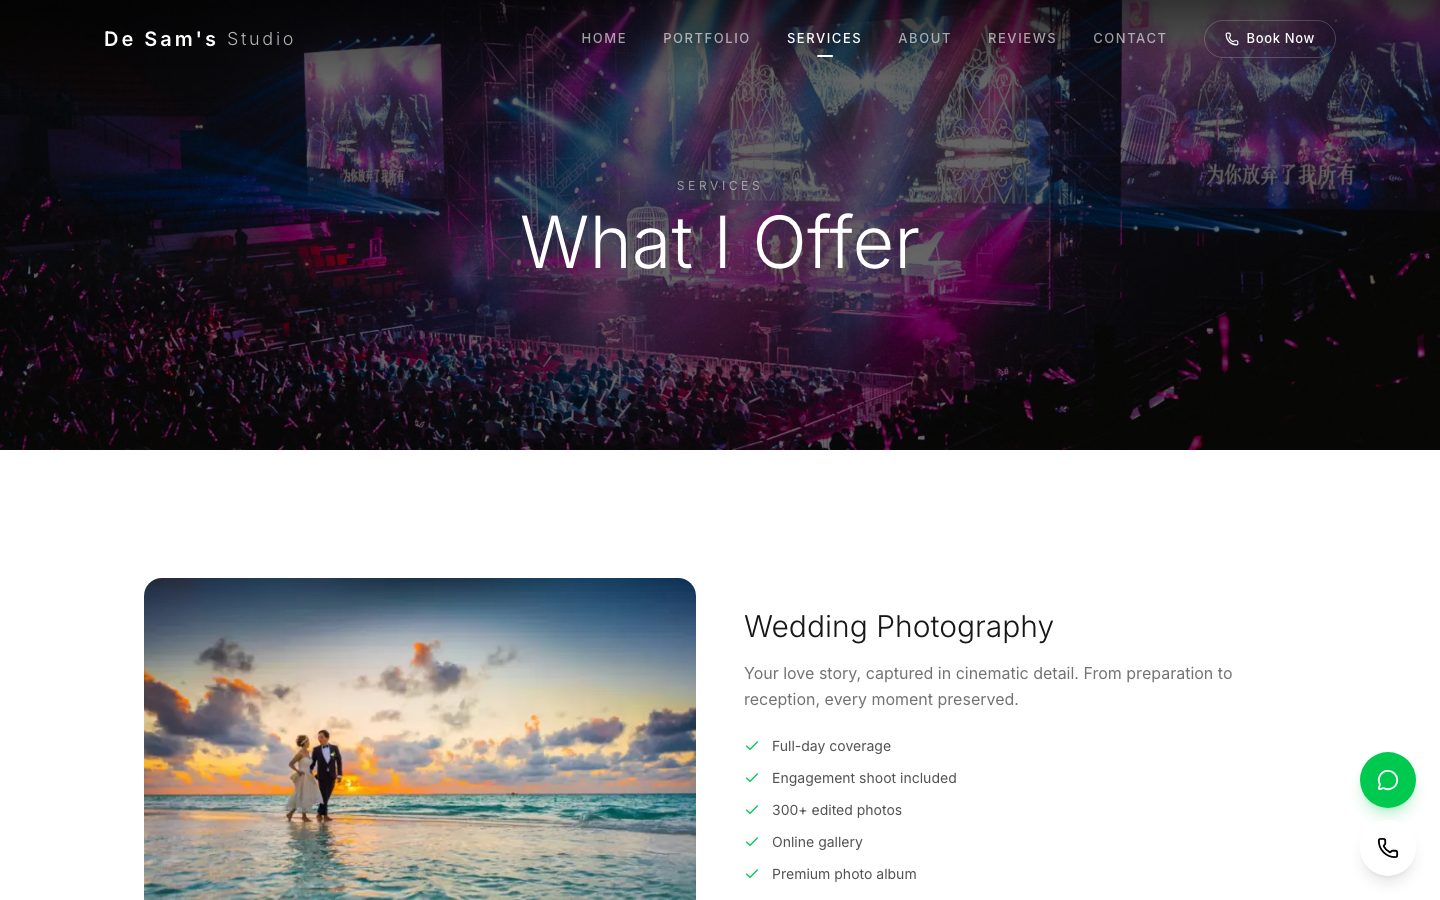 De Sam's Studio
HOME PORTFOLIO SERVICES ABOUT REVIEWS CONTACT Book Now
为你放弃了我所有
为你放弃了我所有
SERVICES
What I Offer
Wedding Photography
Your love story, captured in cinematic detail. From preparation to
reception, every moment preserved.
Full-day coverage
Engagement shoot included
300+ edited photos
Online gallery
Premium photo album